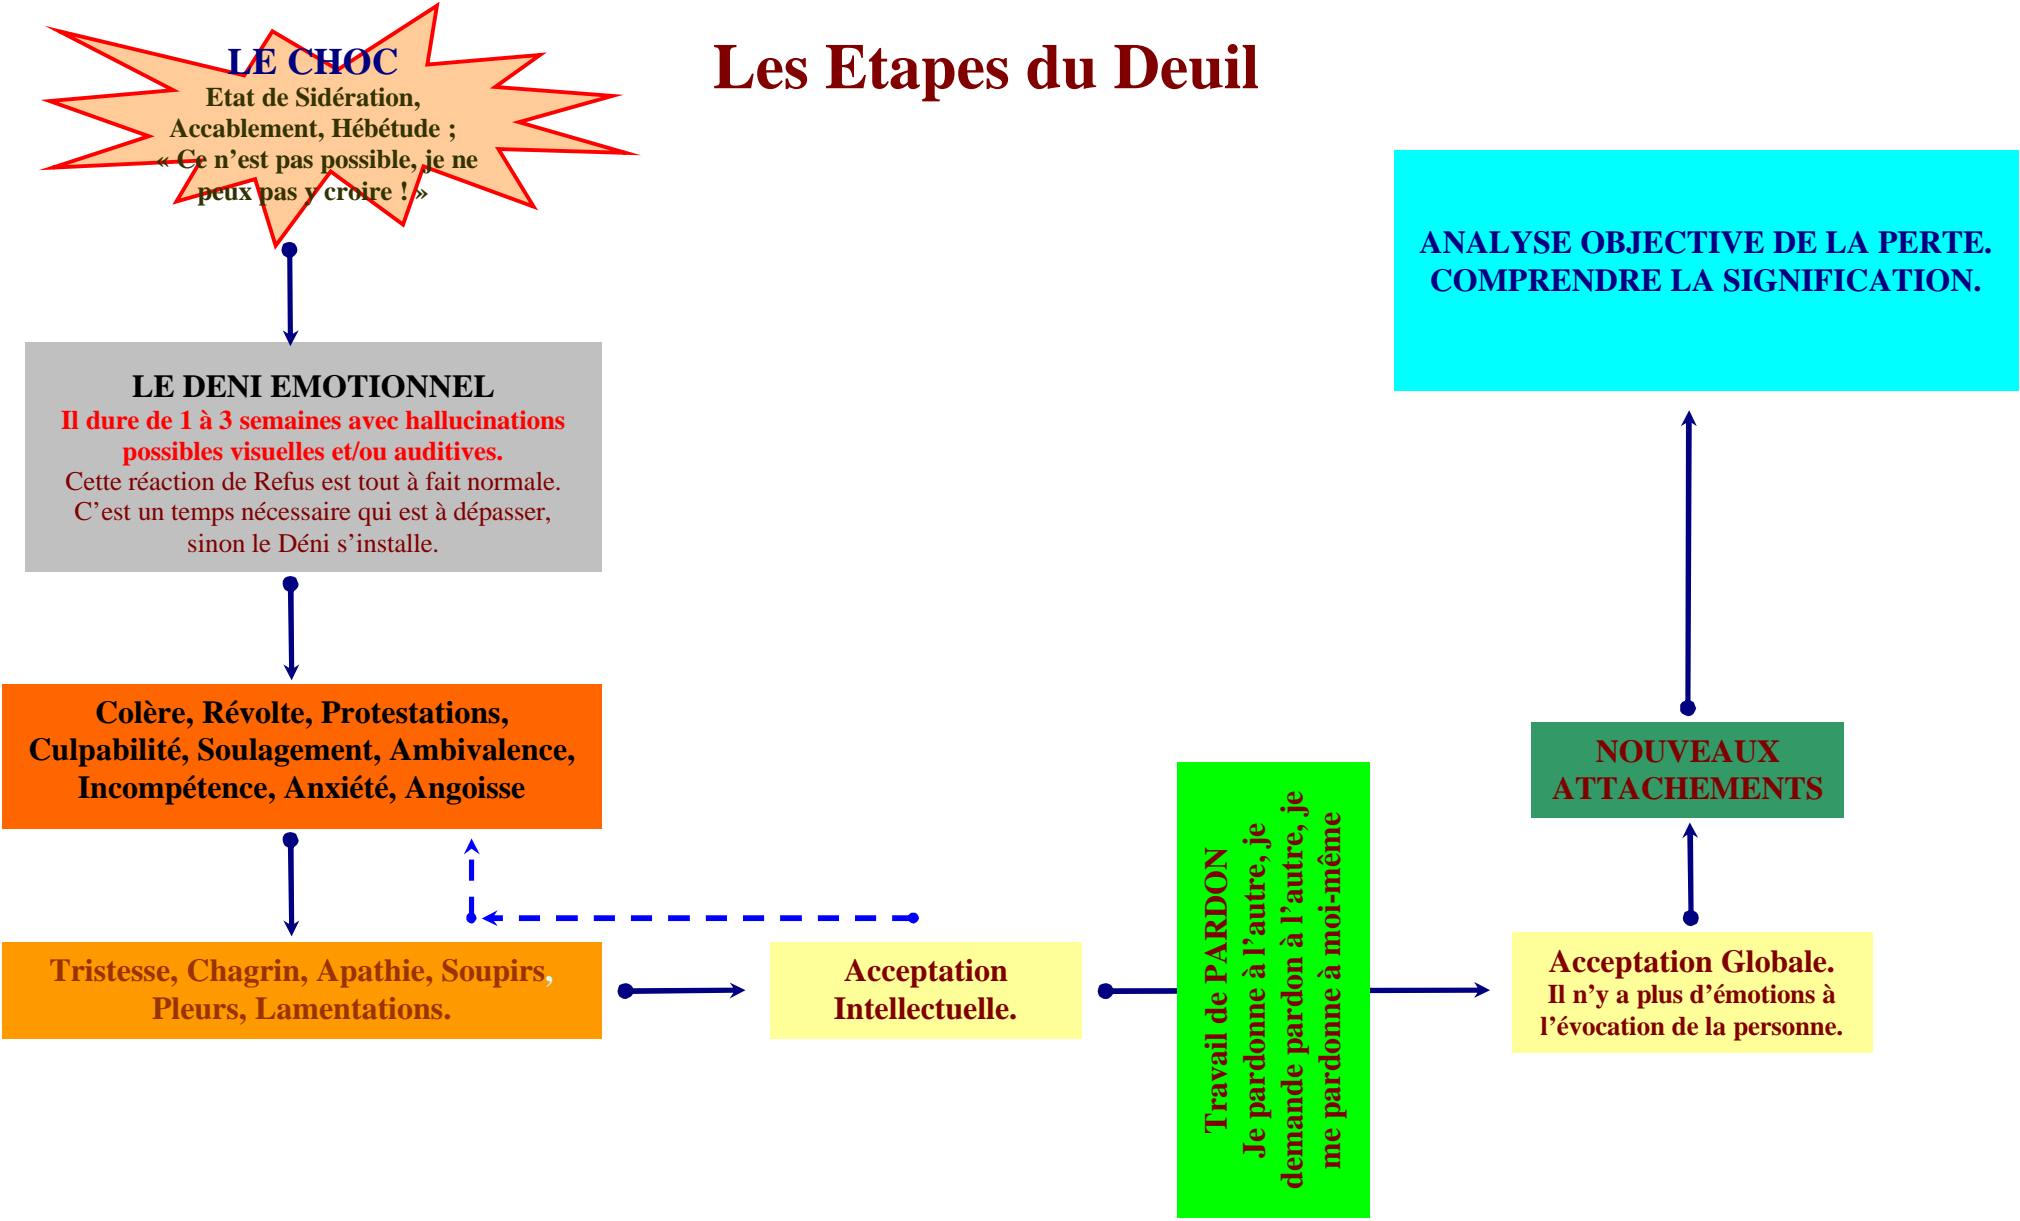 Les Etapes du Deuil
LE CHOC
Etat de Sidération,
Accablement, Hébétude ;
« Ce n’est pas possible, je ne
peux pas y croire ! »
LE DENI EMOTIONNEL
Il dure de 1 à 3 semaines avec hallucinations
possibles visuelles et/ou auditives.
Cette réaction de Refus est tout à fait normale.
C’est un temps nécessaire qui est à dépasser,
sinon le Déni s’installe.
Colère, Révolte, Protestations,
Culpabilité, Soulagement, Ambivalence,
Incompétence, Anxiété, Angoisse
Tristesse, Chagrin, Apathie, Soupirs,
Pleurs, Lamentations.
Acceptation
Intellectuelle.
Travail de PARDON
Je pardonne à l’autre, je
demande pardon à l’autre, je
me pardonne à moi-même
Acceptation Globale.
Il n’y a plus d’émotions à
l’évocation de la personne.
NOUVEAUX
ATTACHEMENTS
ANALYSE OBJECTIVE DE LA PERTE.
COMPRENDRE LA SIGNIFICATION.